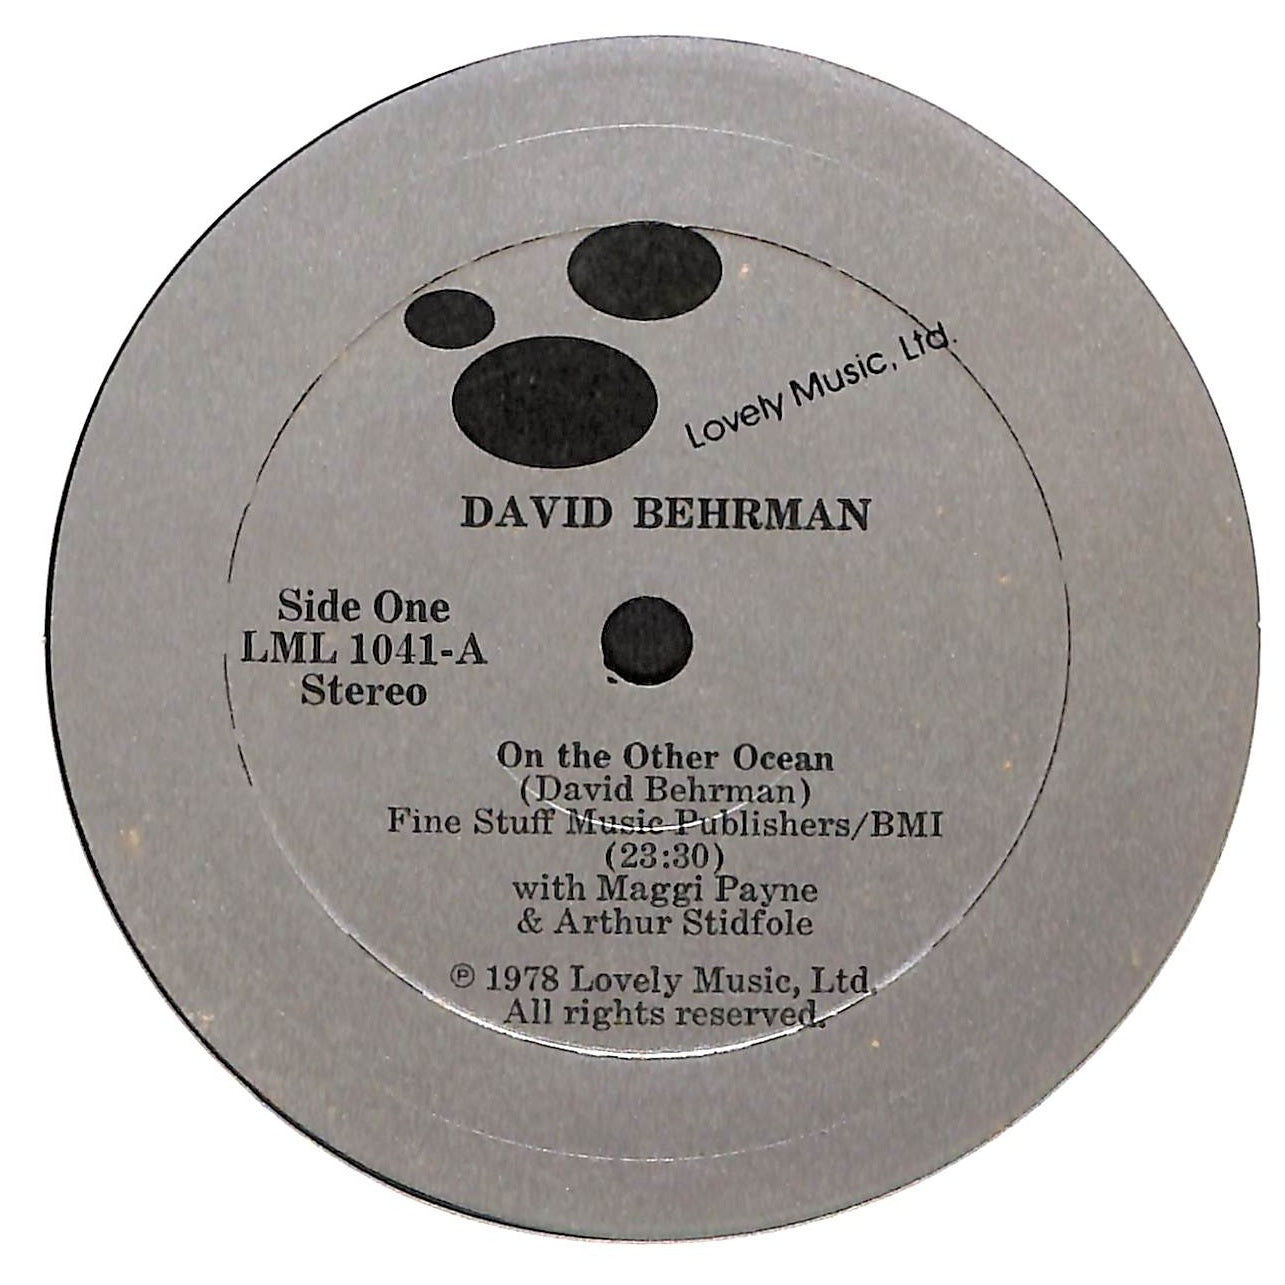 Lovely Music, Ltd.
DAVID BEHRMAN
Side One
LML 1041-A
Stereo
On the Other Ocean
(David Behrman)
Fine Stuff Music Publishers/BMI
(23:30)
with Maggi Payne
& Arthur Stidfole
℗ 1978 Lovely Music, Ltd.
All rights reserved.